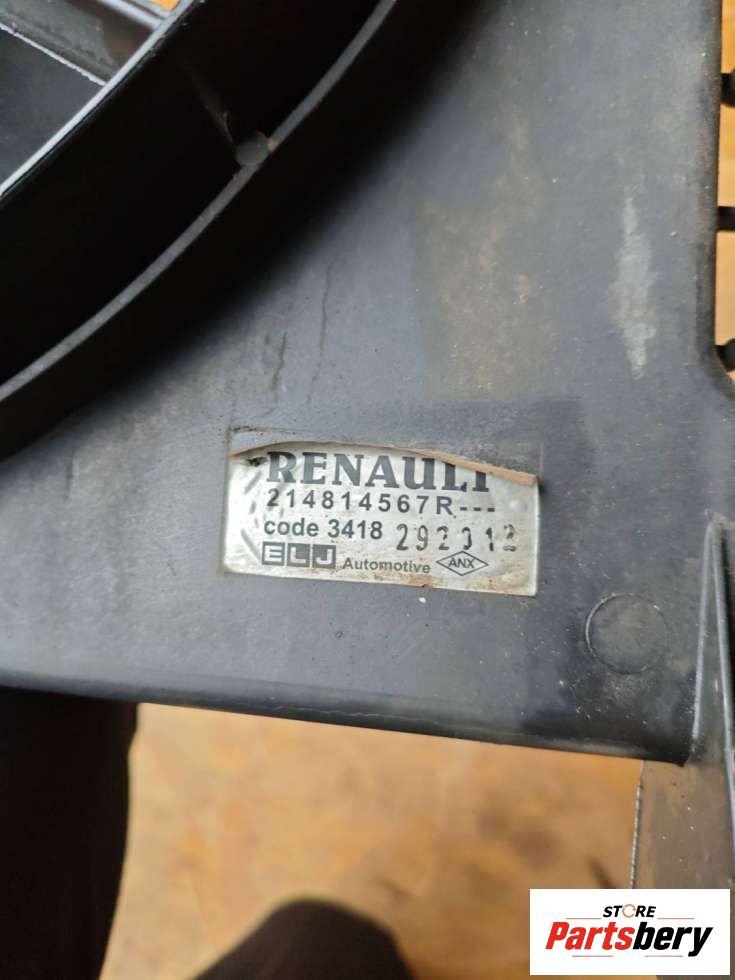 RENAULT
214814567R---
code 3418 292012
ELJ Automotive ANX
STORE
Partsbery